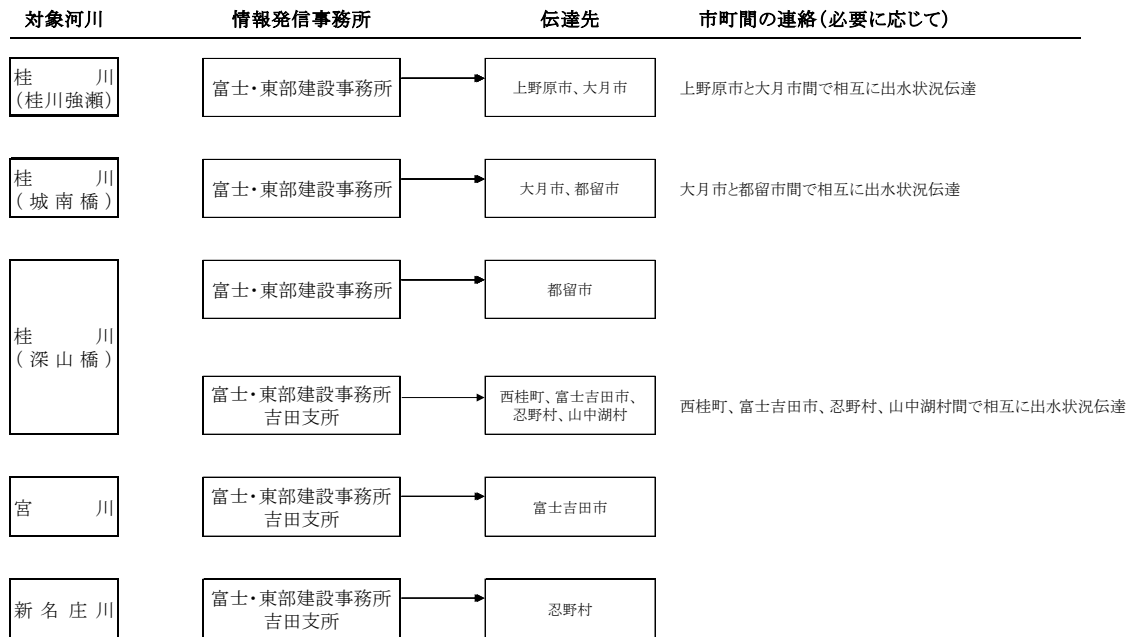 対象河川 情報発信事務所 伝達先 市町間の連絡（必要に応じて）
桂川
（桂川強瀬）
富士・東部建設事務所
上野原市、大月市
上野原市と大月市間で相互に出水状況伝達
桂川
（城南橋）
富士・東部建設事務所
大月市、都留市
大月市と都留市間で相互に出水状況伝達
桂川
（深山橋）
富士・東部建設事務所
都留市
富士・東部建設事務所
吉田支所
西桂町、富士吉田市、
忍野村、山中湖村
西桂町、富士吉田市、忍野村、山中湖村間で相互に出水状況伝達
宮川
富士・東部建設事務所
吉田支所
富士吉田市
新名庄川
富士・東部建設事務所
吉田支所
忍野村